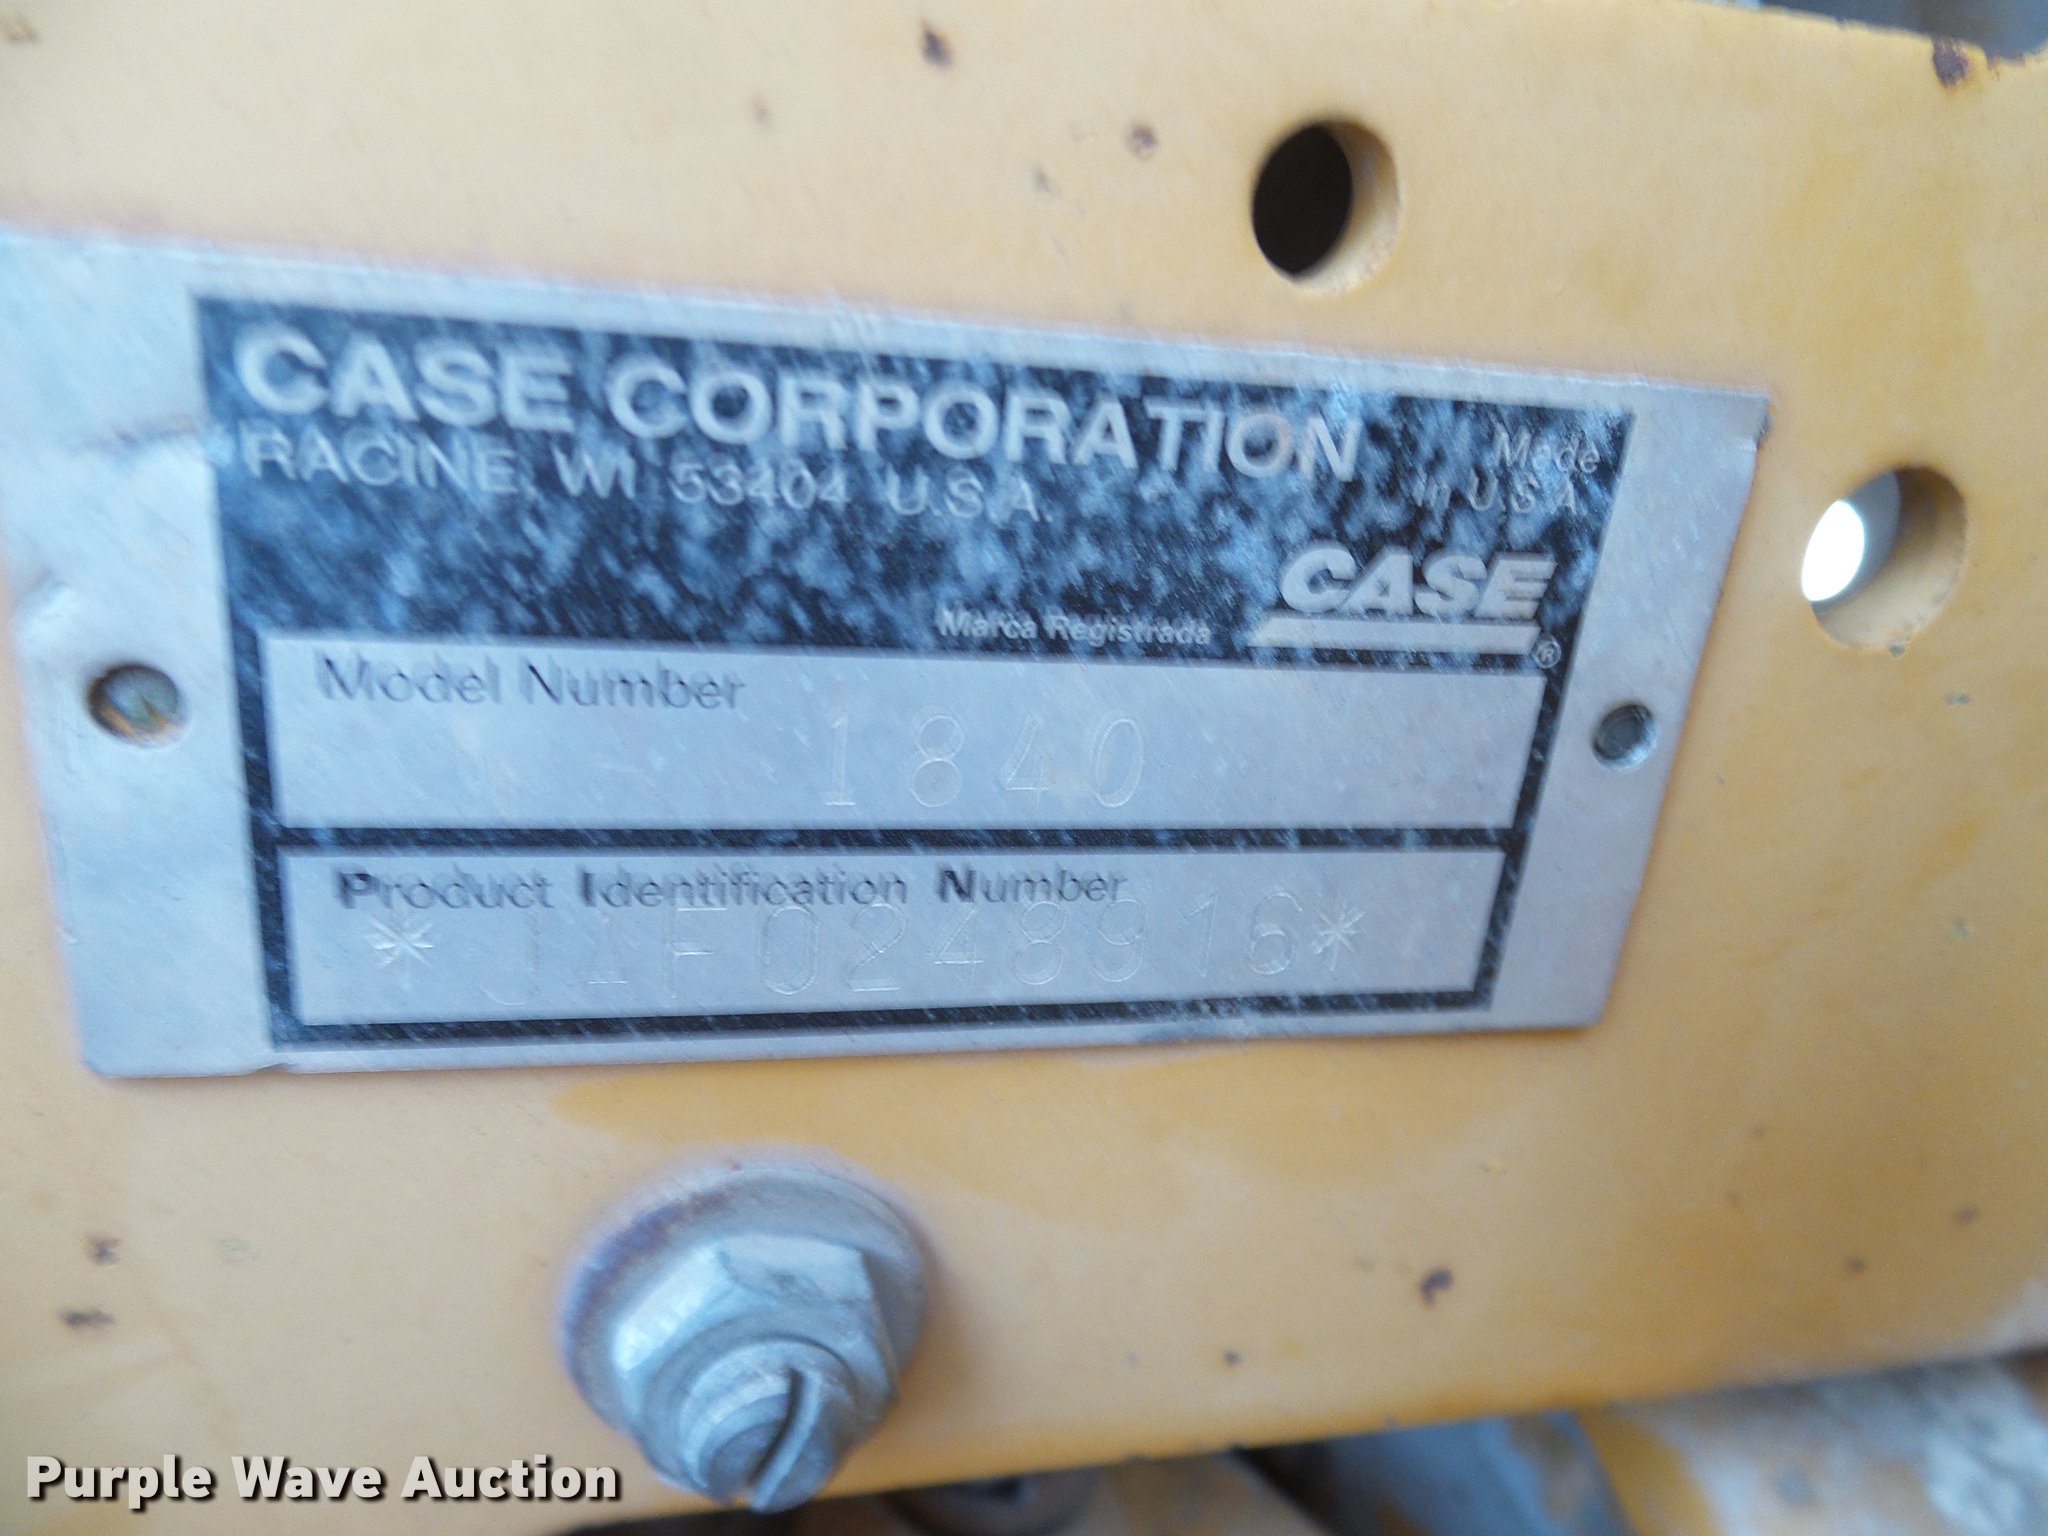 CASE CORPORATION
RACINE, WI 53404 U.S.A.
Made
in U.S.A.
CASE
Marca Registrada
®
Model Number
1840
Product Identification Number
*JAF0248916*
Purple Wave Auction